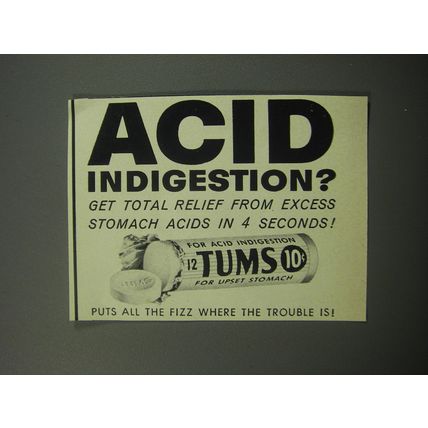 ACID
INDIGESTION?
GET TOTAL RELIEF FROM EXCESS
STOMACH ACIDS IN 4 SECONDS!
FOR ACID INDIGESTION
12 TUMS 10¢
FOR UPSET STOMACH
TUMS
PUTS ALL THE FIZZ WHERE THE TROUBLE IS!